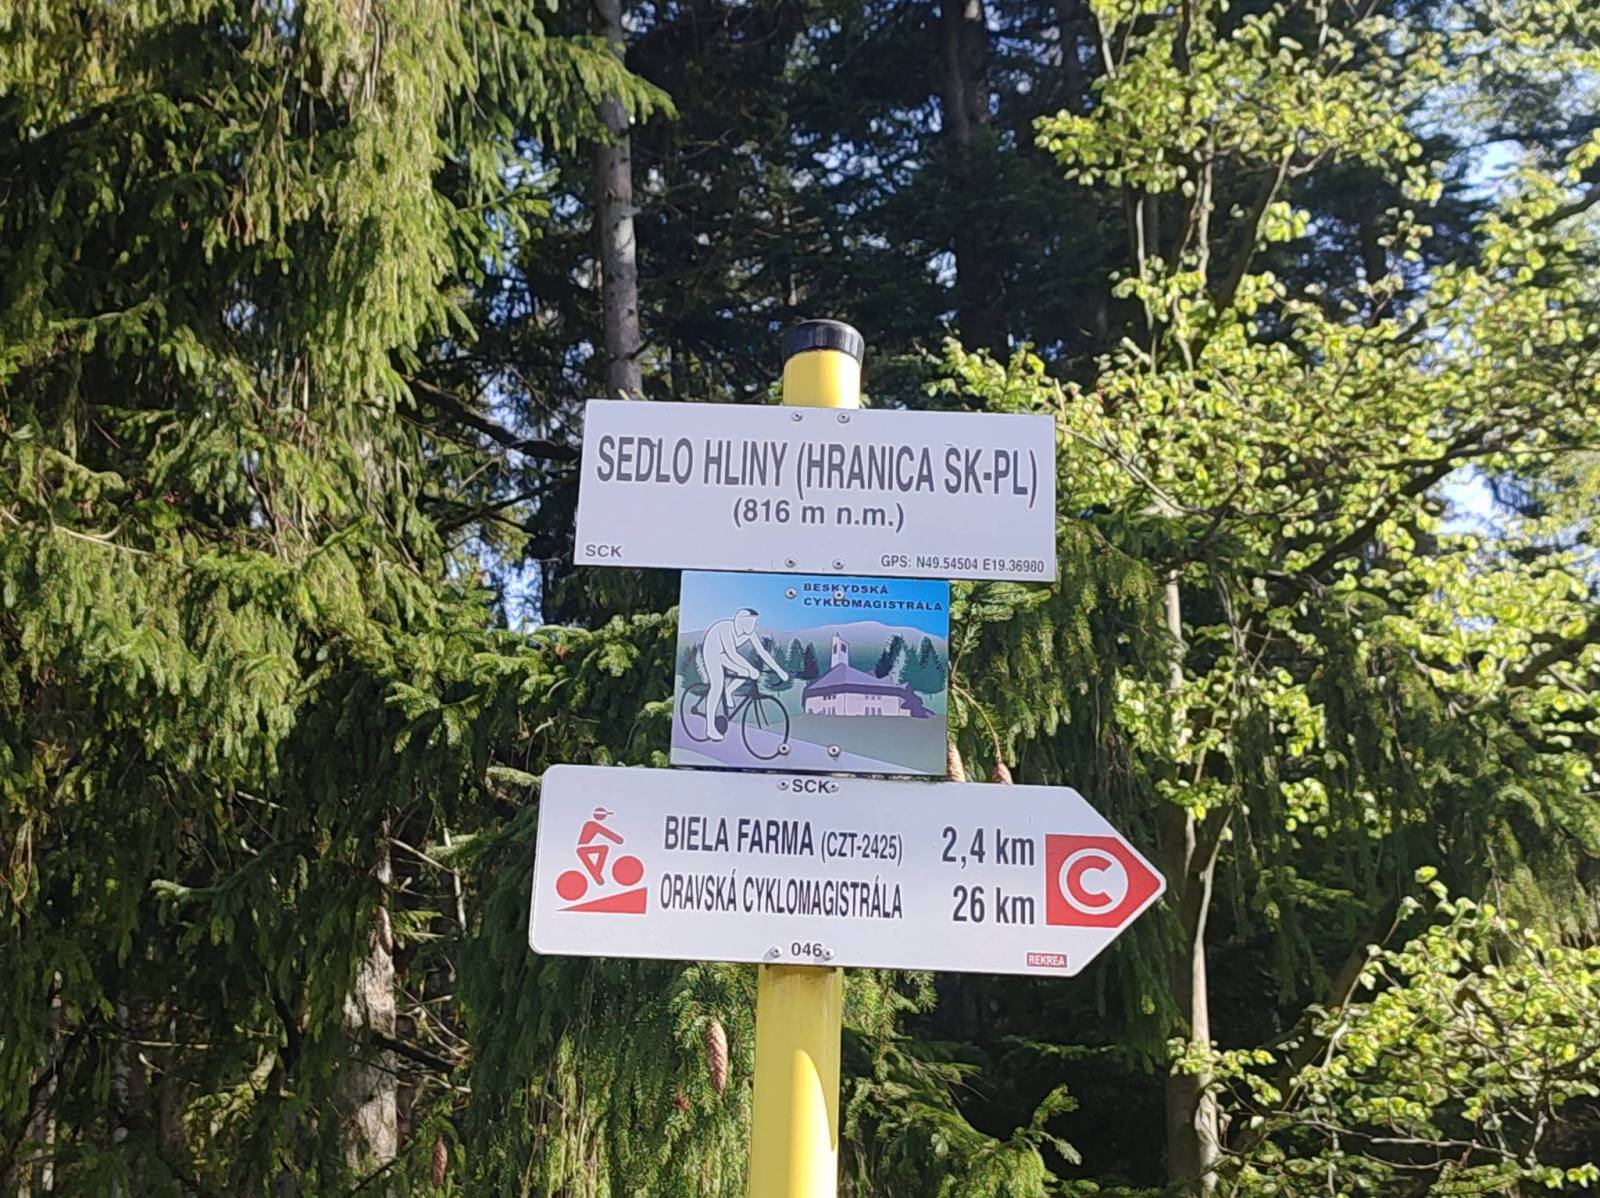 SEDLO HLINY (HRANICA SK-PL)
(816 m n.m.)
SCK
GPS: N49.54504 E19.36980
BESKYDSKÁ
CYKLOMAGISTRÁLA
SCK
BIELA FARMA (CZT-2425) 2,4 km
ORAVSKÁ CYKLOMAGISTRÁLA 26 km
C
046
REKREA